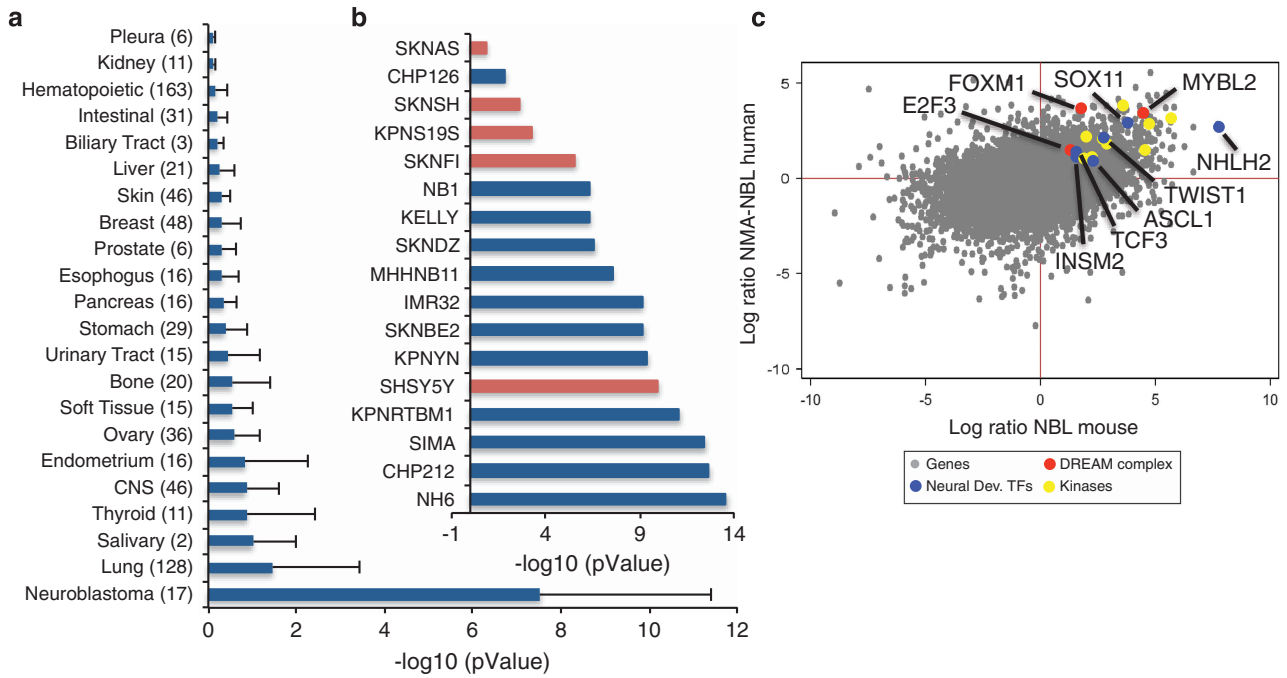 a
Pleura (6)
Kidney (11)
Hematopoietic (163)
Intestinal (31)
Biliary Tract (3)
Liver (21)
Skin (46)
Breast (48)
Prostate (6)
Esophogus (16)
Pancreas (16)
Stomach (29)
Urinary Tract (15)
Bone (20)
Soft Tissue (15)
Ovary (36)
Endometrium (16)
CNS (46)
Thyroid (11)
Salivary (2)
Lung (128)
Neuroblastoma (17)
0 2 4 6 8 10 12
-log10 (pValue)
b
SKNAS
CHP126
SKNSH
KPNS19S
SKNFI
NB1
KELLY
SKNDZ
MHHNB11
IMR32
SKNBE2
KPNYN
SHSY5Y
KPNRTBM1
SIMA
CHP212
NH6
-1 4 9 14
-log10 (pValue)
c
Log ratio NMA-NBL human
5
0
-5
-10
FOXM1
SOX11
MYBL2
E2F3
NHLH2
TWIST1
ASCL1
TCF3
INSM2
-10 -5 0 5 10
Log ratio NBL mouse
Genes
DREAM complex
Neural Dev. TFs
Kinases